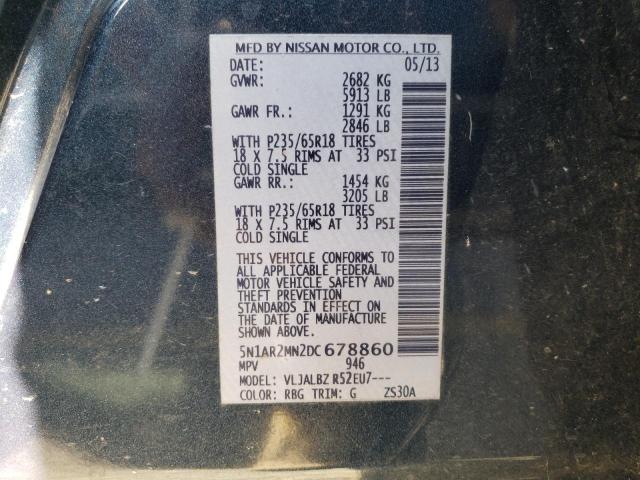 MFD BY NISSAN MOTOR CO., LTD.
DATE: 05/13
GVWR: 2682 KG
5913 LB
GAWR FR.: 1291 KG
2846 LB
WITH P235/65R18 TIRES
18 X 7.5 RIMS AT 33 PSI
COLD SINGLE
GAWR RR.: 1454 KG
3205 LB
WITH P235/65R18 TIRES
18 X 7.5 RIMS AT 33 PSI
COLD SINGLE
THIS VEHICLE CONFORMS TO
ALL APPLICABLE FEDERAL
MOTOR VEHICLE SAFETY AND
THEFT PREVENTION
STANDARDS IN EFFECT ON
THE DATE OF MANUFACTURE
SHOWN ABOVE.
5N1AR2MN2DC678860
MPV 946
MODEL: VLJALBZ R52EU7---
COLOR: RBG TRIM: G ZS30A